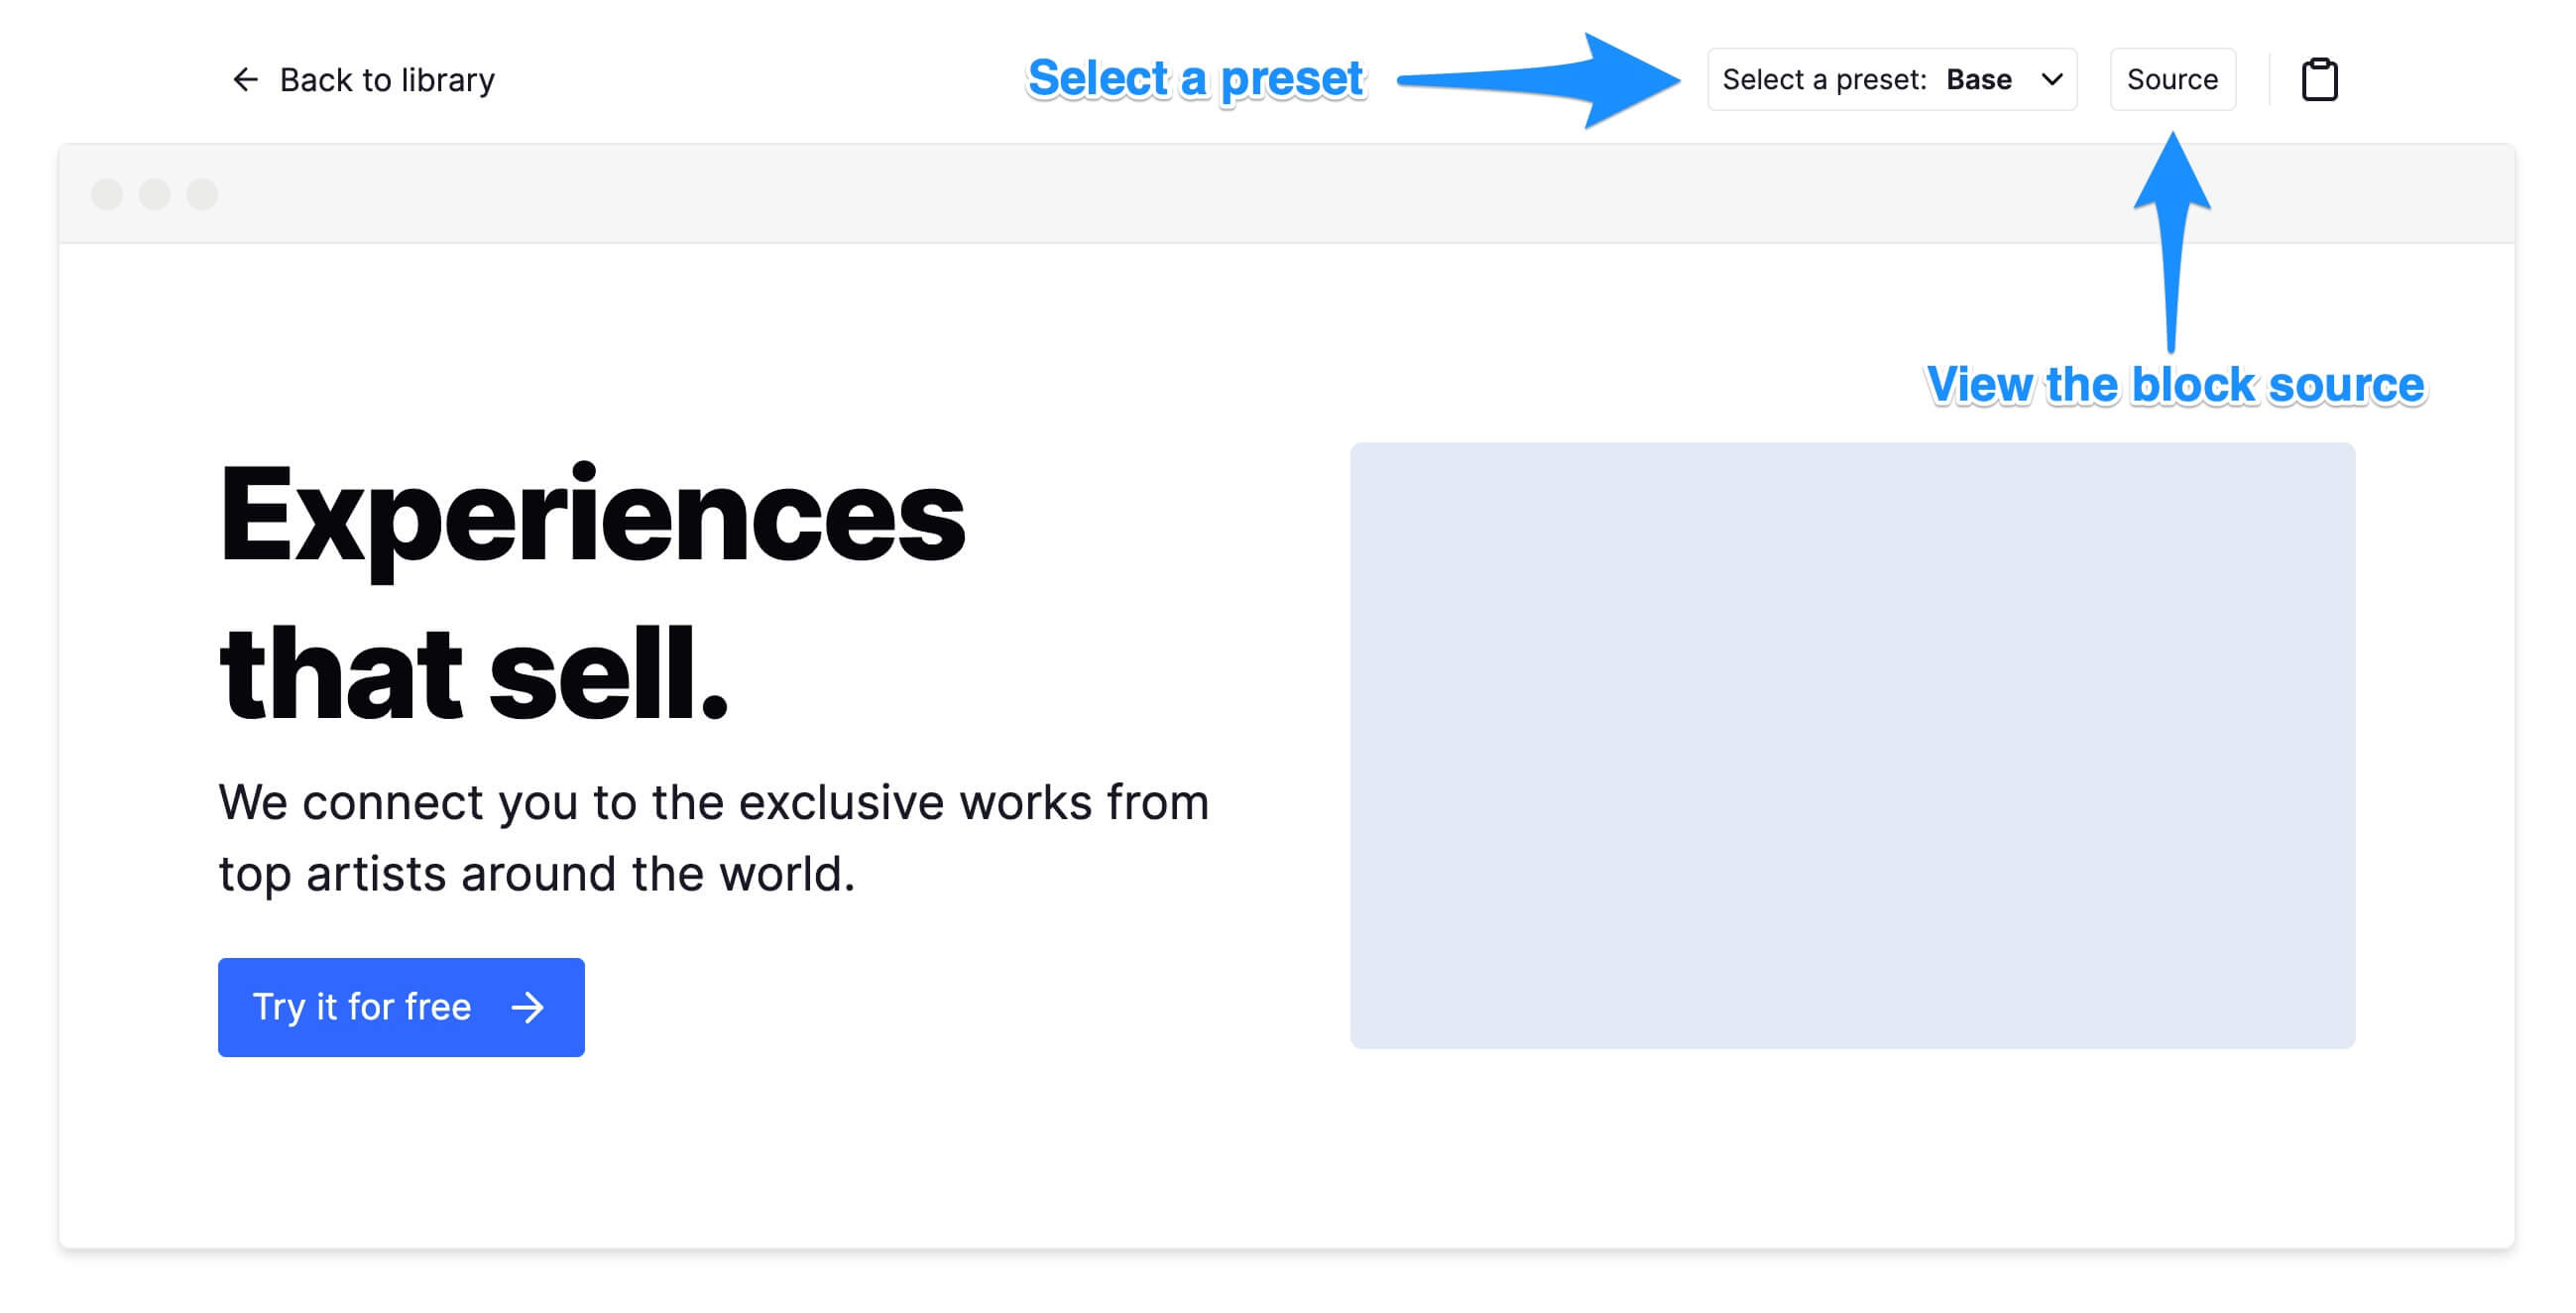 Back to library
Select a preset
Select a preset: Base
Source
View the block source
Experiences
that sell.
We connect you to the exclusive works from
top artists around the world.
Try it for free